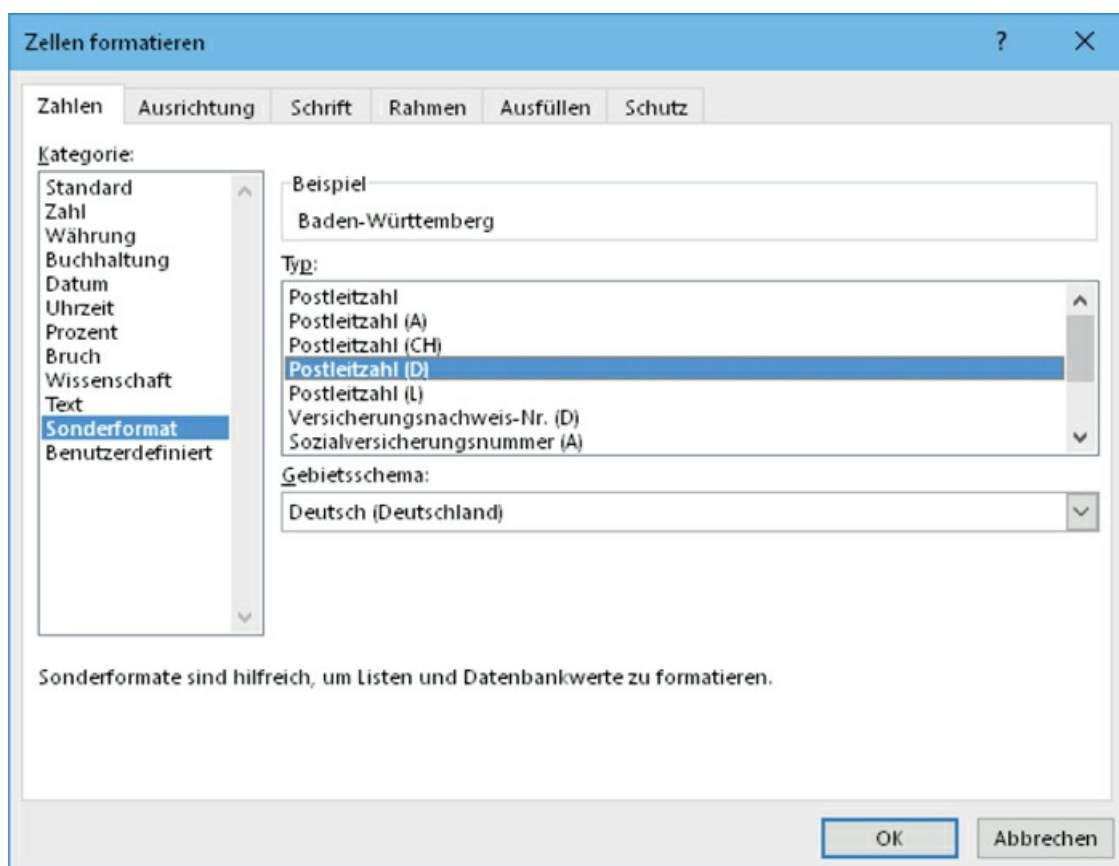 Zellen formatieren
?
Zahlen Ausrichtung Schrift Rahmen Ausfüllen Schutz
Kategorie:
Standard
Zahl
Währung
Buchhaltung
Datum
Uhrzeit
Prozent
Bruch
Wissenschaft
Text
Sonderformat
Benutzerdefiniert
Beispiel
Baden-Württemberg
Typ:
Postleitzahl
Postleitzahl (A)
Postleitzahl (CH)
Postleitzahl (D)
Postleitzahl (L)
Versicherungsnachweis-Nr. (D)
Sozialversicherungsnummer (A)
Gebietsschema:
Deutsch (Deutschland)
Sonderformate sind hilfreich, um Listen und Datenbankwerte zu formatieren.
OK Abbrechen